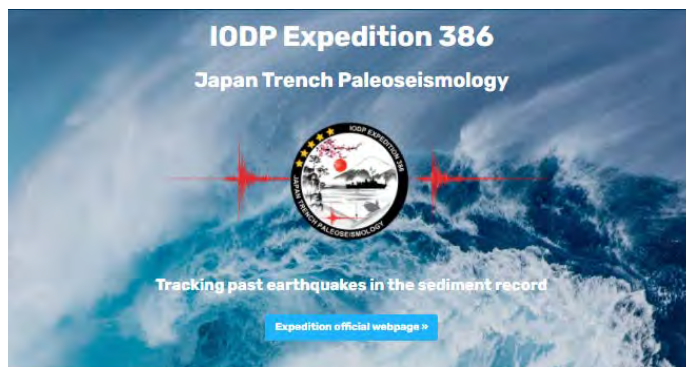 IODP Expedition 386
Japan Trench Paleoseismology
IODP EXPEDITION 386
JAPAN TRENCH PALEOSEISMOLOGY
Tracking past earthquakes in the sediment record
Expedition official webpage »